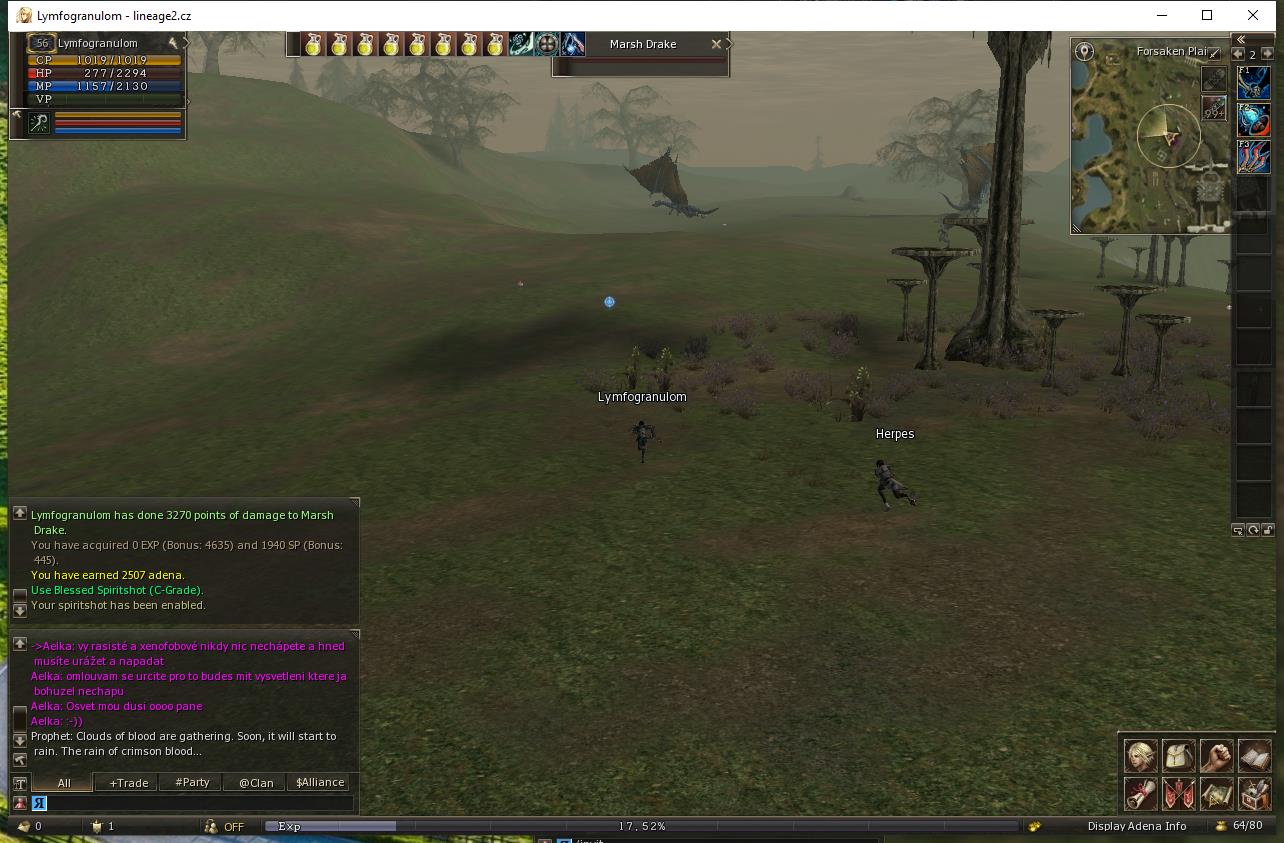 Lymfogranulom - lineage2.cz
56 Lymfogranulom
CP 1019/1019
HP 277/2294
MP 1157/2130
VP
Marsh Drake
Forsaken Plai
2
F1
99+
F2
F3
Lymfogranulom
Herpes
Lymfogranulom has done 3270 points of damage to Marsh
Drake.
You have acquired 0 EXP (Bonus: 4635) and 1940 SP (Bonus:
445).
You have earned 2507 adena.
Use Blessed Spiritshot (C-Grade).
Your spiritshot has been enabled.
->Aelka: vy rasisté a xenofobové nikdy nic nechápete a hned
musíte urážet a napadat
Aelka: omlouvam se urcite pro to budes mit vysvetleni ktere ja
bohuzel nechapu
Aelka: Osvet mou dusi oooo pane
Aelka: :-))
Prophet: Clouds of blood are gathering. Soon, it will start to
rain. The rain of crimson blood...
All +Trade #Party @Clan $Alliance
Я
0 1 OFF Exp 17,52% Display Adena Info 64/80